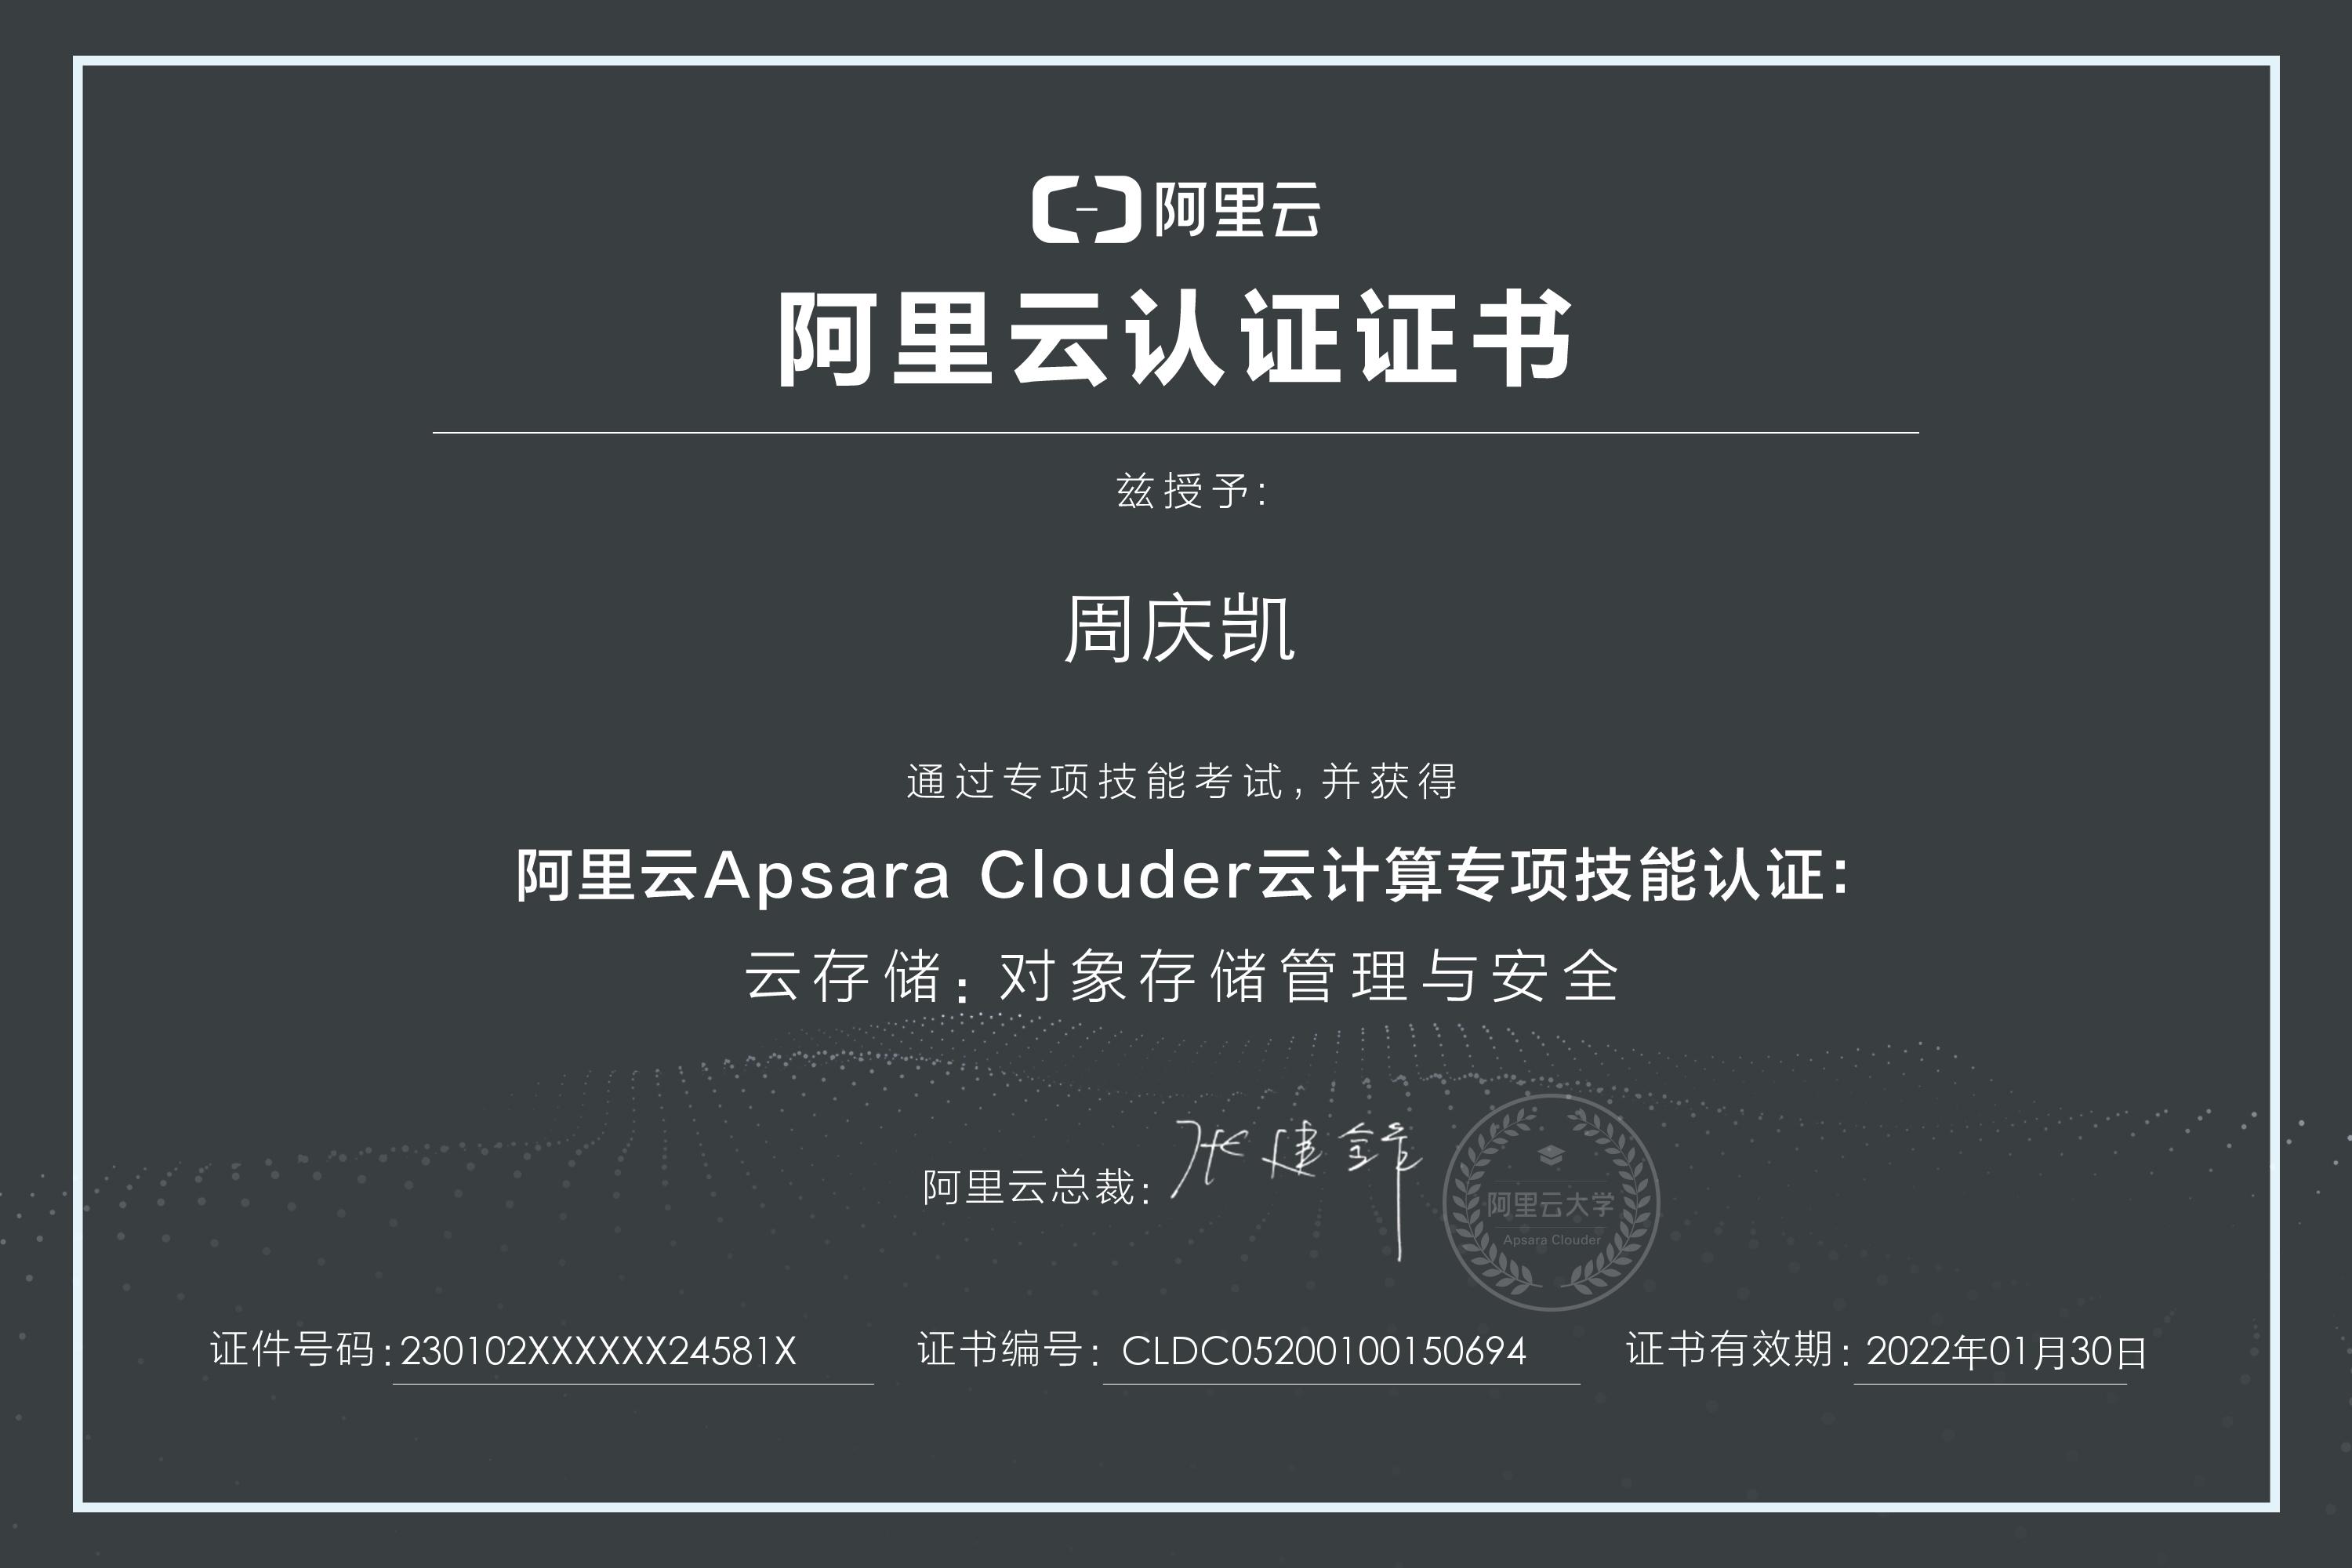 阿里云
阿里云认证证书
兹授予：
周庆凯
通过专项技能考试，并获得
阿里云Apsara Clouder云计算专项技能认证：
云存储：对象存储管理与安全
阿里云总裁：张建锋
阿里云大学
Apsara Clouder
证件号码：230102XXXXXX24581X
证书编号：CLDC05200100150694
证书有效期：2022年01月30日